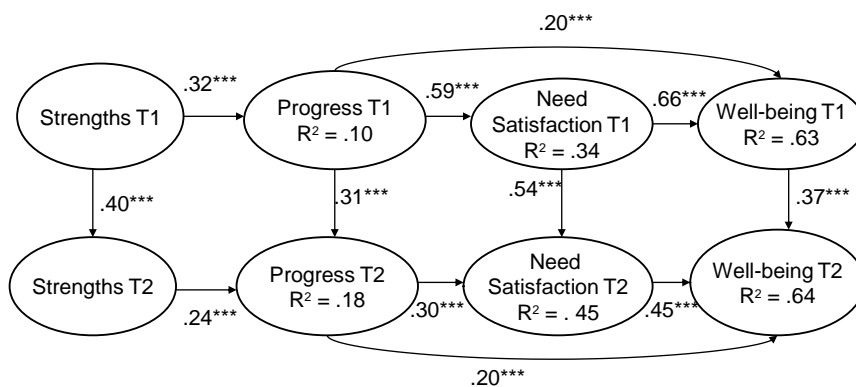 .20***
.32***
.59***
.66***
Strengths T1
Progress T1
R² = .10
Need
Satisfaction T1
R² = .34
Well-being T1
R² = .63
.40***
.31***
.54***
.37***
Strengths T2
Progress T2
R² = .18
Need
Satisfaction T2
R² = . 45
Well-being T2
R² = .64
.24***
.30***
.45***
.20***